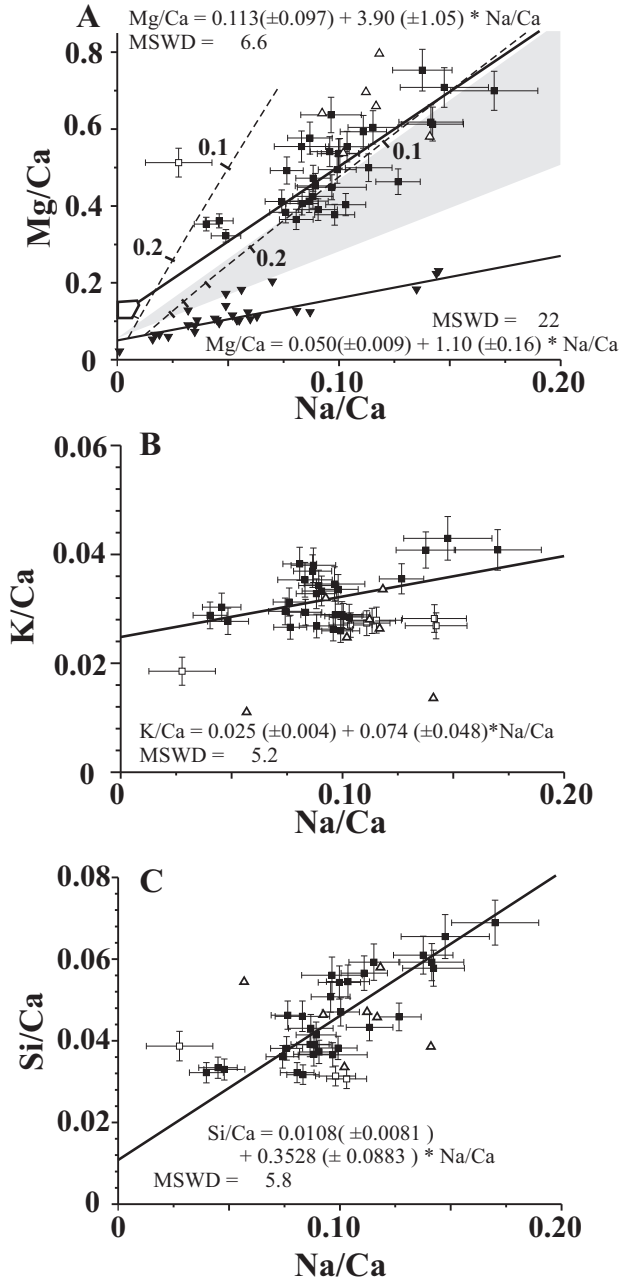 A
Mg/Ca = 0.113(±0.097) + 3.90 (±1.05) * Na/Ca
MSWD = 6.6
0.8
0.6
0.4
0.2
0
Mg/Ca
0.1
0.2
0.1
0.2
MSWD = 22
Mg/Ca = 0.050(±0.009) + 1.10 (±0.16) * Na/Ca
0
0.10
0.20
Na/Ca
B
0.06
0.04
0.02
0
K/Ca
K/Ca = 0.025 (±0.004) + 0.074 (±0.048)*Na/Ca
MSWD = 5.2
0
0.10
0.20
Na/Ca
C
0.08
0.06
0.04
0.02
0
Si/Ca
Si/Ca = 0.0108( ±0.0081 )
+ 0.3528 (± 0.0883 ) * Na/Ca
MSWD = 5.8
0
0.10
0.20
Na/Ca